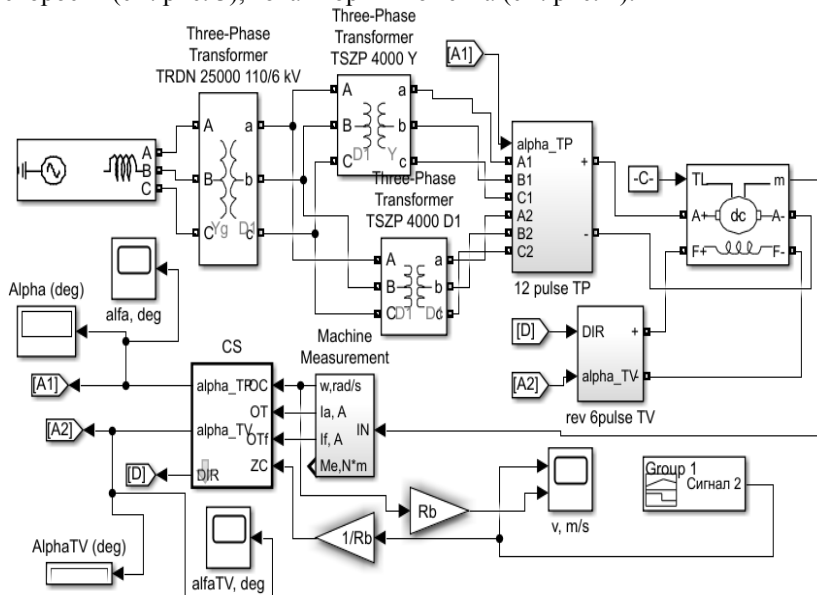 Three-Phase
Transformer
TRDN 25000 110/6 kV
Three-Phase
Transformer
TSZP 4000 Y
[A1]
A
B
C
A
B
C
a
b
c
Yg
D1
A
B
C
a
b
c
D1
Y
Three-Phase
Transformer
TSZP 4000 D1
A
B
C
a
b
c
D1
alpha_TP
A1
B1
C1
A2
B2
C2
+
-
12 pulse TP
-C-
TL
m
A+
dc
A-
F+
F-
[D]
[A2]
DIR
alpha_TV
+
-
rev 6pulse TV
Alpha (deg)
alfa, deg
[A1]
[A2]
[D]
CS
alpha_TP
alpha_TV
DIR
OC
OT
OTf
ZC
Machine
Measurement
w,rad/s
Ia, A
If, A
Me,N*m
IN
Rb
1/Rb
v, m/s
Group 1
Сигнал 2
AlphaTV (deg)
alfaTV, deg